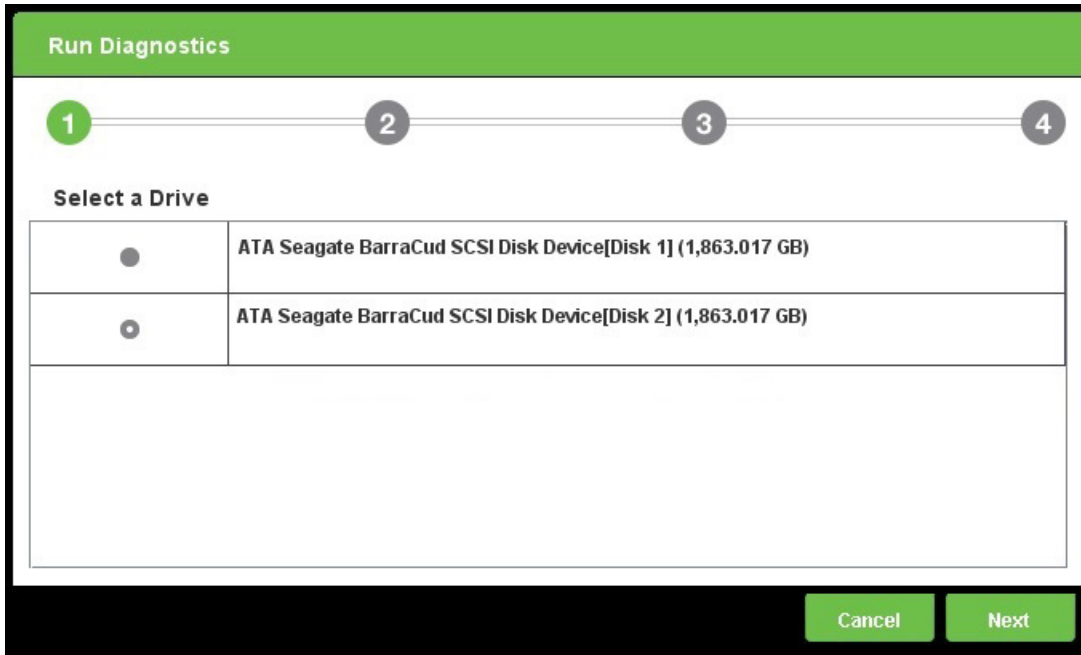 Run Diagnostics
1 2 3 4
Select a Drive
ATA Seagate BarraCud SCSI Disk Device[Disk 1] (1,863.017 GB)
ATA Seagate BarraCud SCSI Disk Device[Disk 2] (1,863.017 GB)
Cancel Next